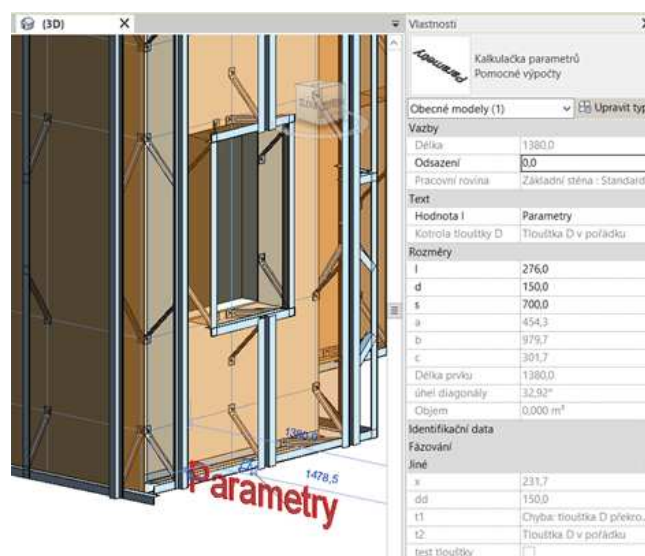 (3D)
Vlastnosti
Parametry
Kalkulačka parametrů
Pomocné výpočty
Obecné modely (1)
Upravit typ
Vazby
Délka 1380,0
Odsazení 0,0
Pracovní rovina Základní stěna : Standard
Text
Hodnota l Parametry
Kotrola tloušťky D Tloušťka D v pořádku
Rozměry
l 276,0
d 150,0
s 700,0
a 454,3
b 979,7
c 301,7
Délka prvku 1380,0
úhel diagonály 32,92°
Objem 0,000 m³
Identifikační data
Fázování
Jiné
x 231,7
dd 150,0
t1 Chyba: tloušťka D překro...
t2 Tloušťka D v pořádku
test tloušťky
1380,0
1478,5
Parametry